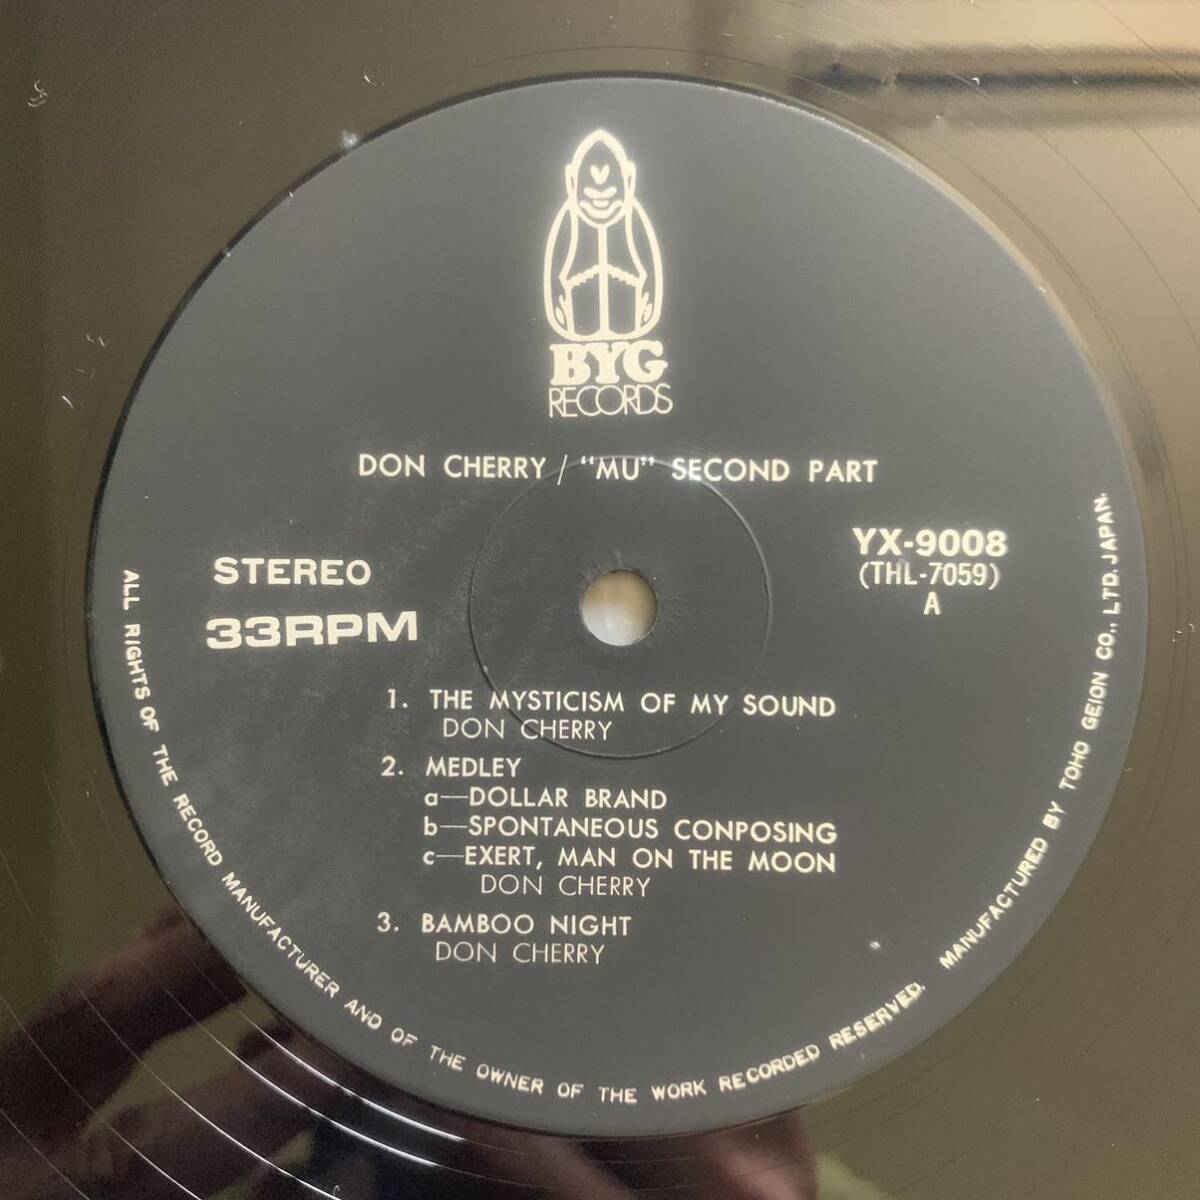 BYG
RECORDS
DON CHERRY / "MU" SECOND PART
STEREO
33RPM
YX-9008
(THL-7059)
A
1. THE MYSTICISM OF MY SOUND
DON CHERRY
2. MEDLEY
a—DOLLAR BRAND
b—SPONTANEOUS CONPOSING
c—EXERT, MAN ON THE MOON
DON CHERRY
3. BAMBOO NIGHT
DON CHERRY
ALL RIGHTS OF THE RECORD MANUFACTURER AND OF THE OWNER OF THE WORK RECORDED RESERVED. MANUFACTURED BY TOHO GEION CO., LTD. JAPAN.